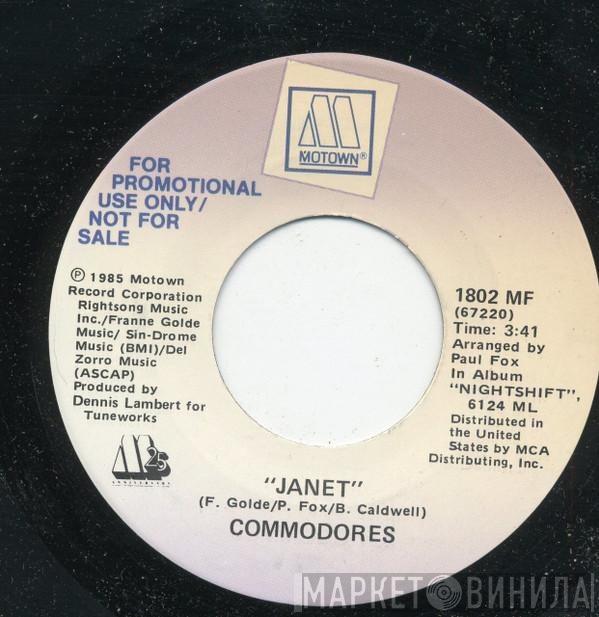 MOTOWN®
FOR
PROMOTIONAL
USE ONLY/
NOT FOR
SALE
℗ 1985 Motown
Record Corporation
Rightsong Music
Inc./Franne Golde
Music/ Sin-Drome
Music (BMI)/Del
Zorro Music
(ASCAP)
Produced by
Dennis Lambert for
Tuneworks
1802 MF
(67220)
Time: 3:41
Arranged by
Paul Fox
In Album
"NIGHTSHIFT",
6124 ML
Distributed in
the United
States by MCA
Distributing, Inc.
25
ANNIVERSARY
"JANET"
(F. Golde/P. Fox/B. Caldwell)
COMMODORES
МАРКЕТ ВИНИЛА